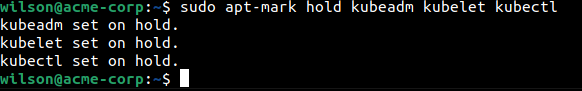 wilson@acme-corp:~$ sudo apt-mark hold kubeadm kubelet kubectl
kubeadm set on hold.
kubelet set on hold.
kubectl set on hold.
wilson@acme-corp:~$